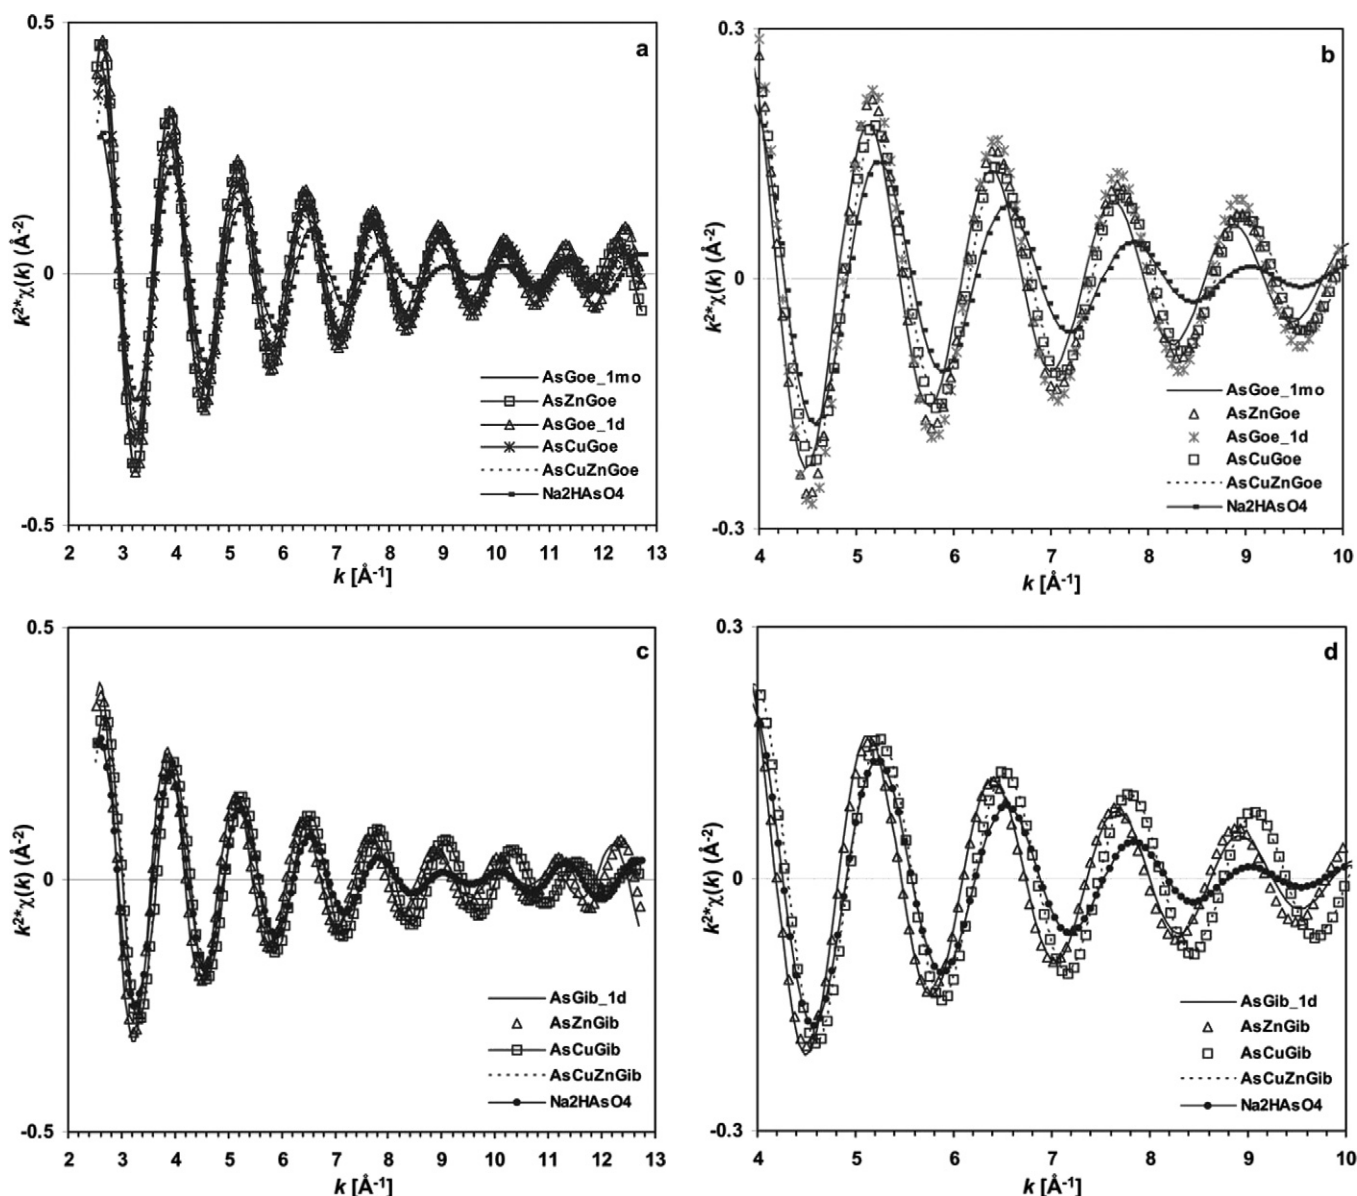 a
0.5
0
-0.5
k²*χ(k) (Å⁻²)
AsGoe_1mo
AsZnGoe
AsGoe_1d
AsCuGoe
AsCuZnGoe
Na2HAsO4
2 3 4 5 6 7 8 9 10 11 12 13
k [Å⁻¹]
b
0.3
0
-0.3
k²*χ(k) (Å⁻²)
AsGoe_1mo
AsZnGoe
AsGoe_1d
AsCuGoe
AsCuZnGoe
Na2HAsO4
4 5 6 7 8 9 10
k [Å⁻¹]
c
0.5
0
-0.5
k²*χ(k) (Å⁻²)
AsGib_1d
AsZnGib
AsCuGib
AsCuZnGib
Na2HAsO4
2 3 4 5 6 7 8 9 10 11 12 13
k [Å⁻¹]
d
0.3
0
-0.3
k²*χ(k) (Å⁻²)
AsGib_1d
AsZnGib
AsCuGib
AsCuZnGib
Na2HAsO4
4 5 6 7 8 9 10
k [Å⁻¹]